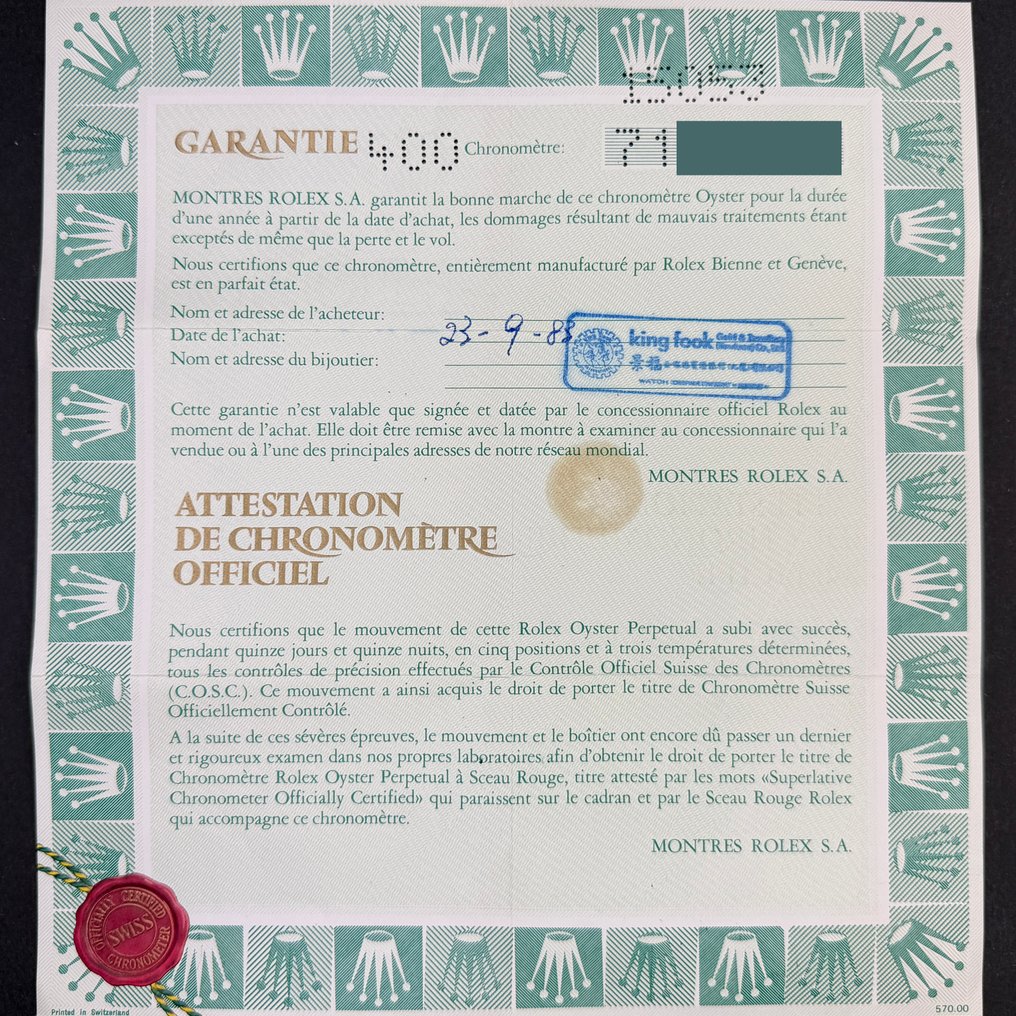 15053
GARANTIE 400 Chronomètre: 71
MONTRES ROLEX S.A. garantit la bonne marche de ce chronomètre Oyster pour la durée
d'une année à partir de la date d'achat, les dommages résultant de mauvais traitements étant
exceptés de même que la perte et le vol.
Nous certifions que ce chronomètre, entièrement manufacturé par Rolex Bienne et Genève,
est en parfait état.
Nom et adresse de l'acheteur:
Date de l'achat: 23-9-83
Nom et adresse du bijoutier:
king fook Gold & Jewellery
景福
WATCH DEPARTMENT
Cette garantie n'est valable que signée et datée par le concessionnaire officiel Rolex au
moment de l'achat. Elle doit être remise avec la montre à examiner au concessionnaire qui l'a
vendue ou à l'une des principales adresses de notre réseau mondial.
MONTRES ROLEX S.A.
ATTESTATION
DE CHRONOMÈTRE
OFFICIEL
Nous certifions que le mouvement de cette Rolex Oyster Perpetual a subi avec succès,
pendant quinze jours et quinze nuits, en cinq positions et à trois températures déterminées,
tous les contrôles de précision effectués par le Contrôle Officiel Suisse des Chronomètres
(C.O.S.C.). Ce mouvement a ainsi acquis le droit de porter le titre de Chronomètre Suisse
Officiellement Contrôlé.
A la suite de ces sévères épreuves, le mouvement et le boîtier ont encore dû passer un dernier
et rigoureux examen dans nos propres laboratoires afin d'obtenir le droit de porter le titre de
Chronomètre Rolex Oyster Perpetual à Sceau Rouge, titre attesté par les mots «Superlative
Chronometer Officially Certified» qui paraissent sur le cadran et par le Sceau Rouge Rolex
qui accompagne ce chronomètre.
MONTRES ROLEX S.A.
OFFICIALLY CERTIFIED
SWISS
CHRONOMETER
Printed in Switzerland
570.00